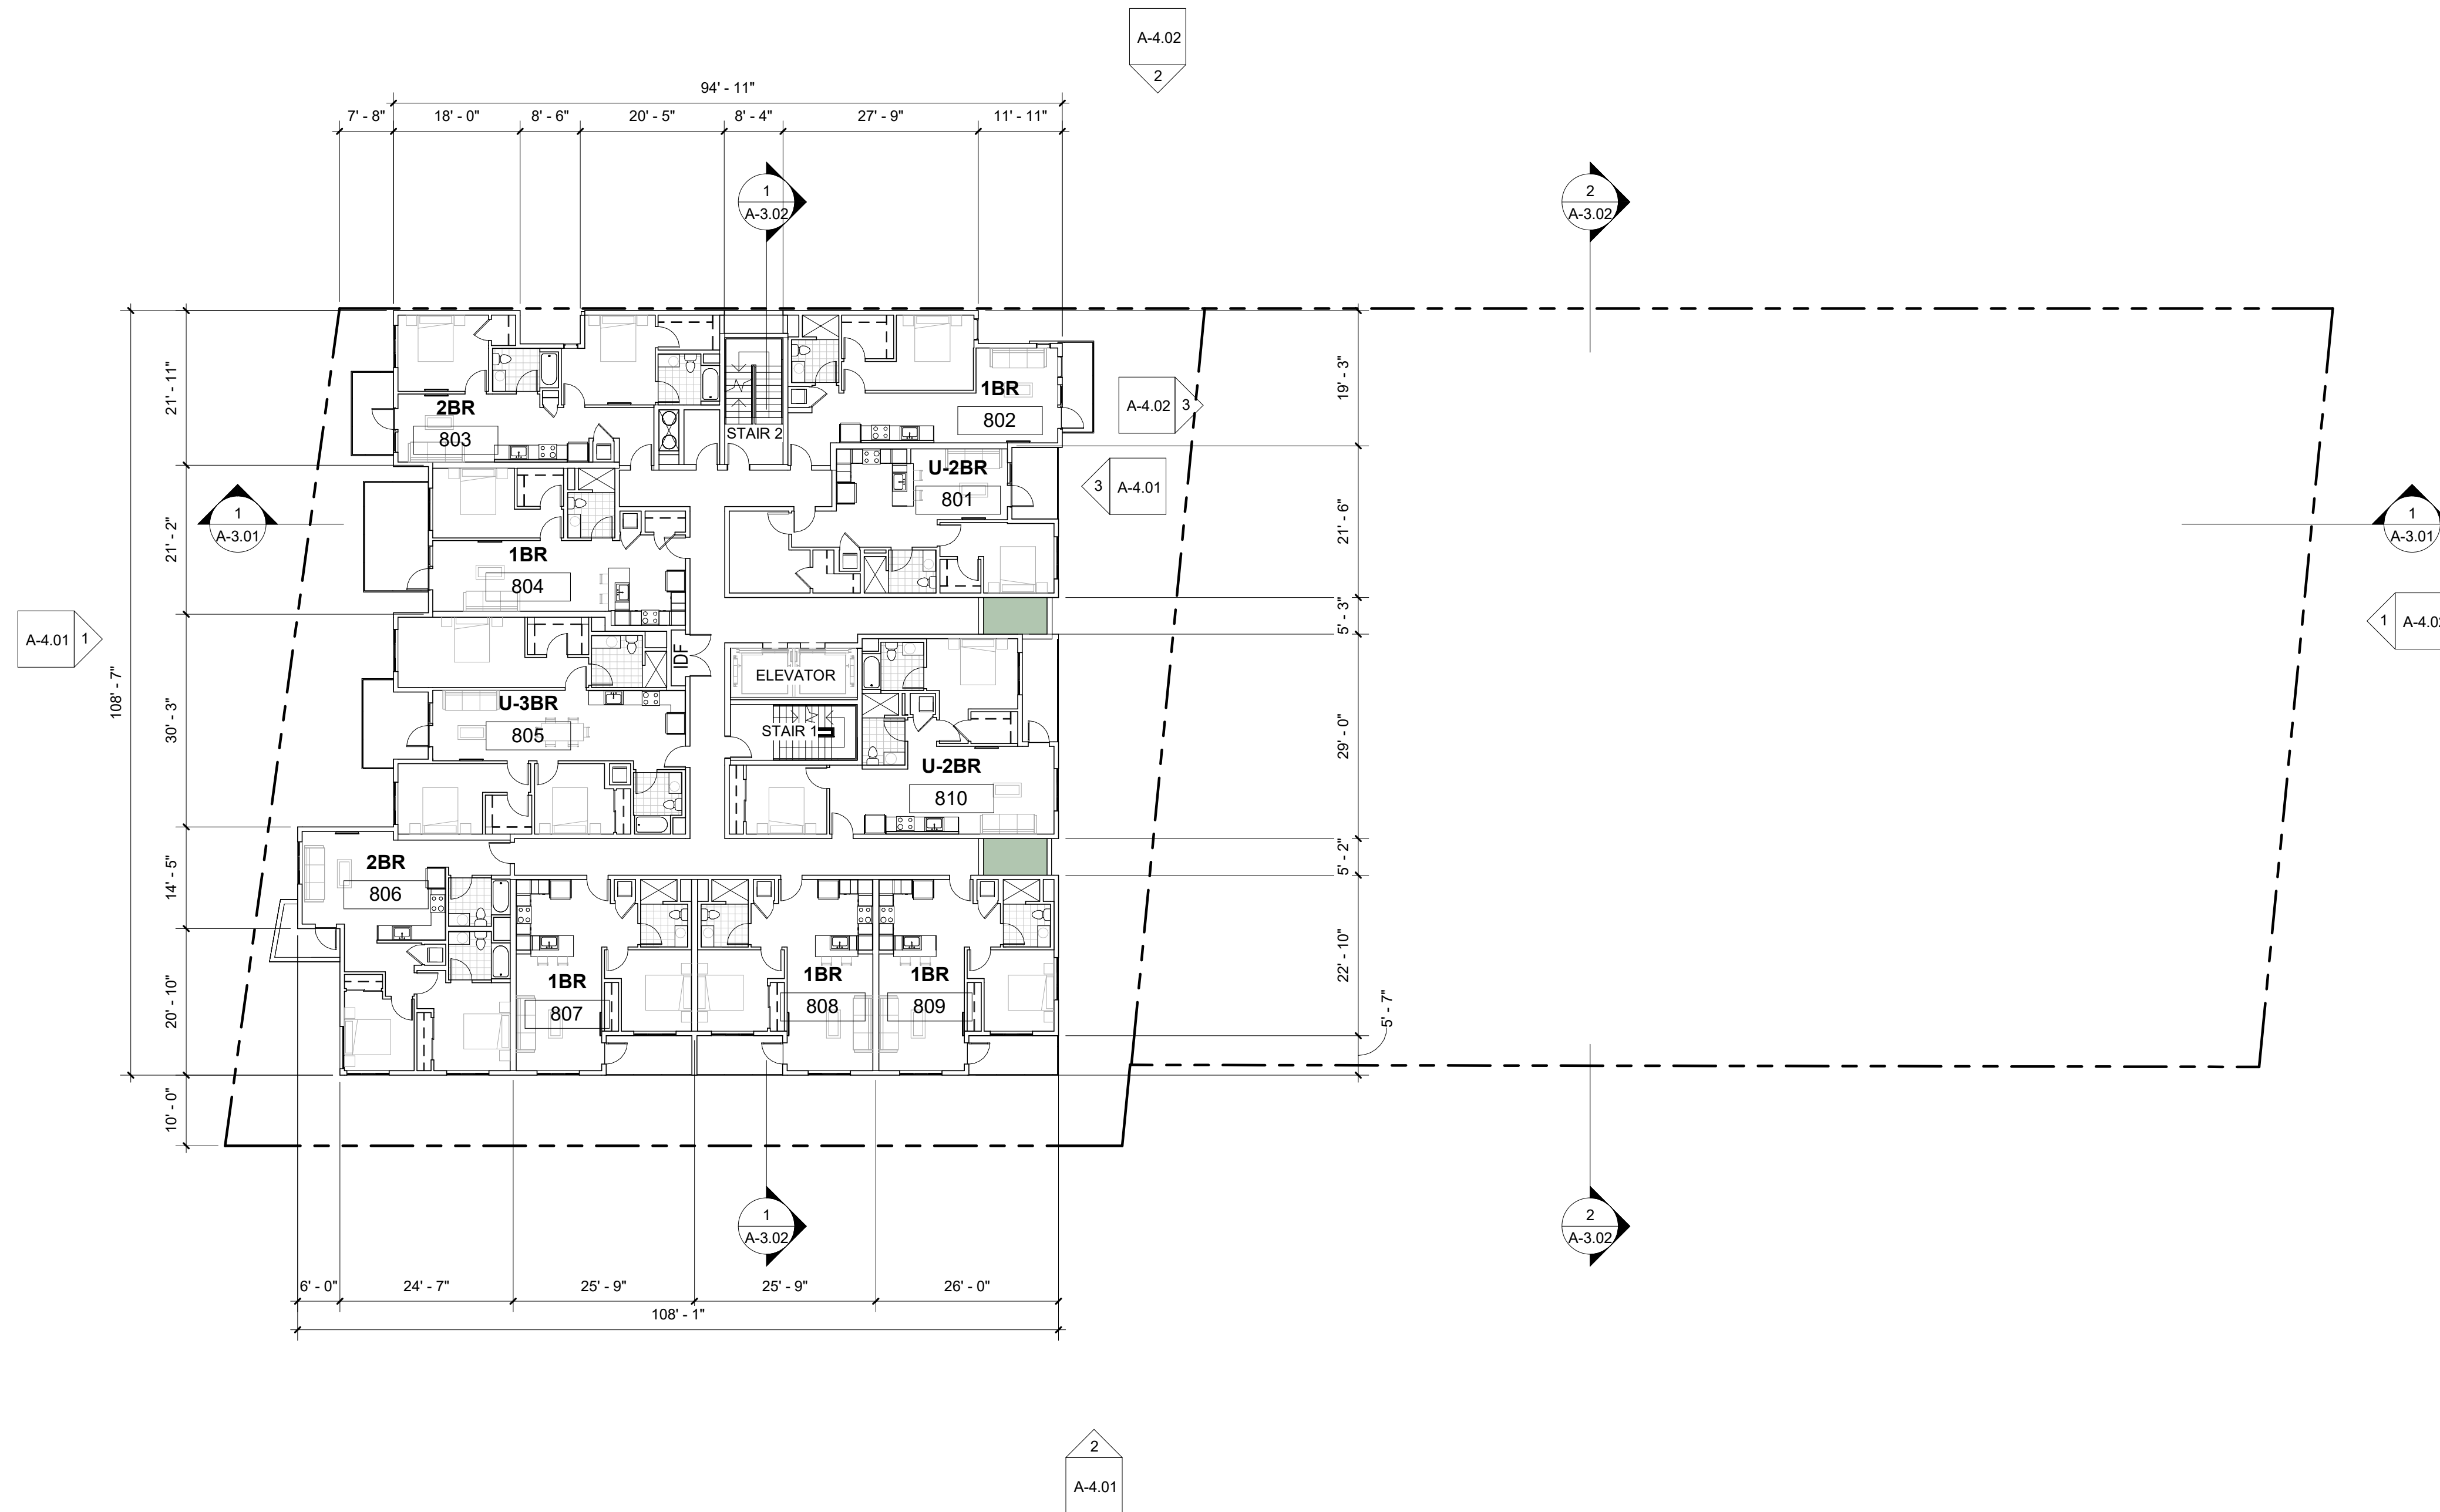 A-4.02
2
94' - 11"
7' - 8"
18' - 0"
8' - 6"
20' - 5"
8' - 4"
27' - 9"
11' - 11"
1
A-3.02
2
A-3.02
21' - 11"
21' - 2"
30' - 3"
14' - 5"
20' - 10"
10' - 0"
108' - 7"
19' - 3"
21' - 6"
5' - 3"
29' - 0"
5' - 2"
22' - 10"
5' - 7"
2BR
803
STAIR 2
1BR
802
A-4.02
3
U-2BR
801
3
A-4.01
1
A-3.01
1
A-3.01
1BR
804
A-4.01
1
1
A-4.02
IDF
ELEVATOR
U-3BR
805
STAIR 1
U-2BR
810
2BR
806
1BR
807
1BR
808
1BR
809
1
A-3.02
2
A-3.02
6' - 0"
24' - 7"
25' - 9"
25' - 9"
26' - 0"
108' - 1"
2
A-4.01